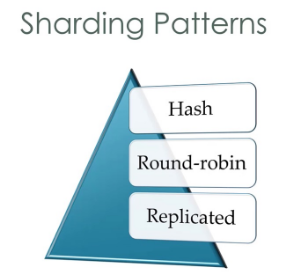 Sharding Patterns
Hash
Round-robin
Replicated